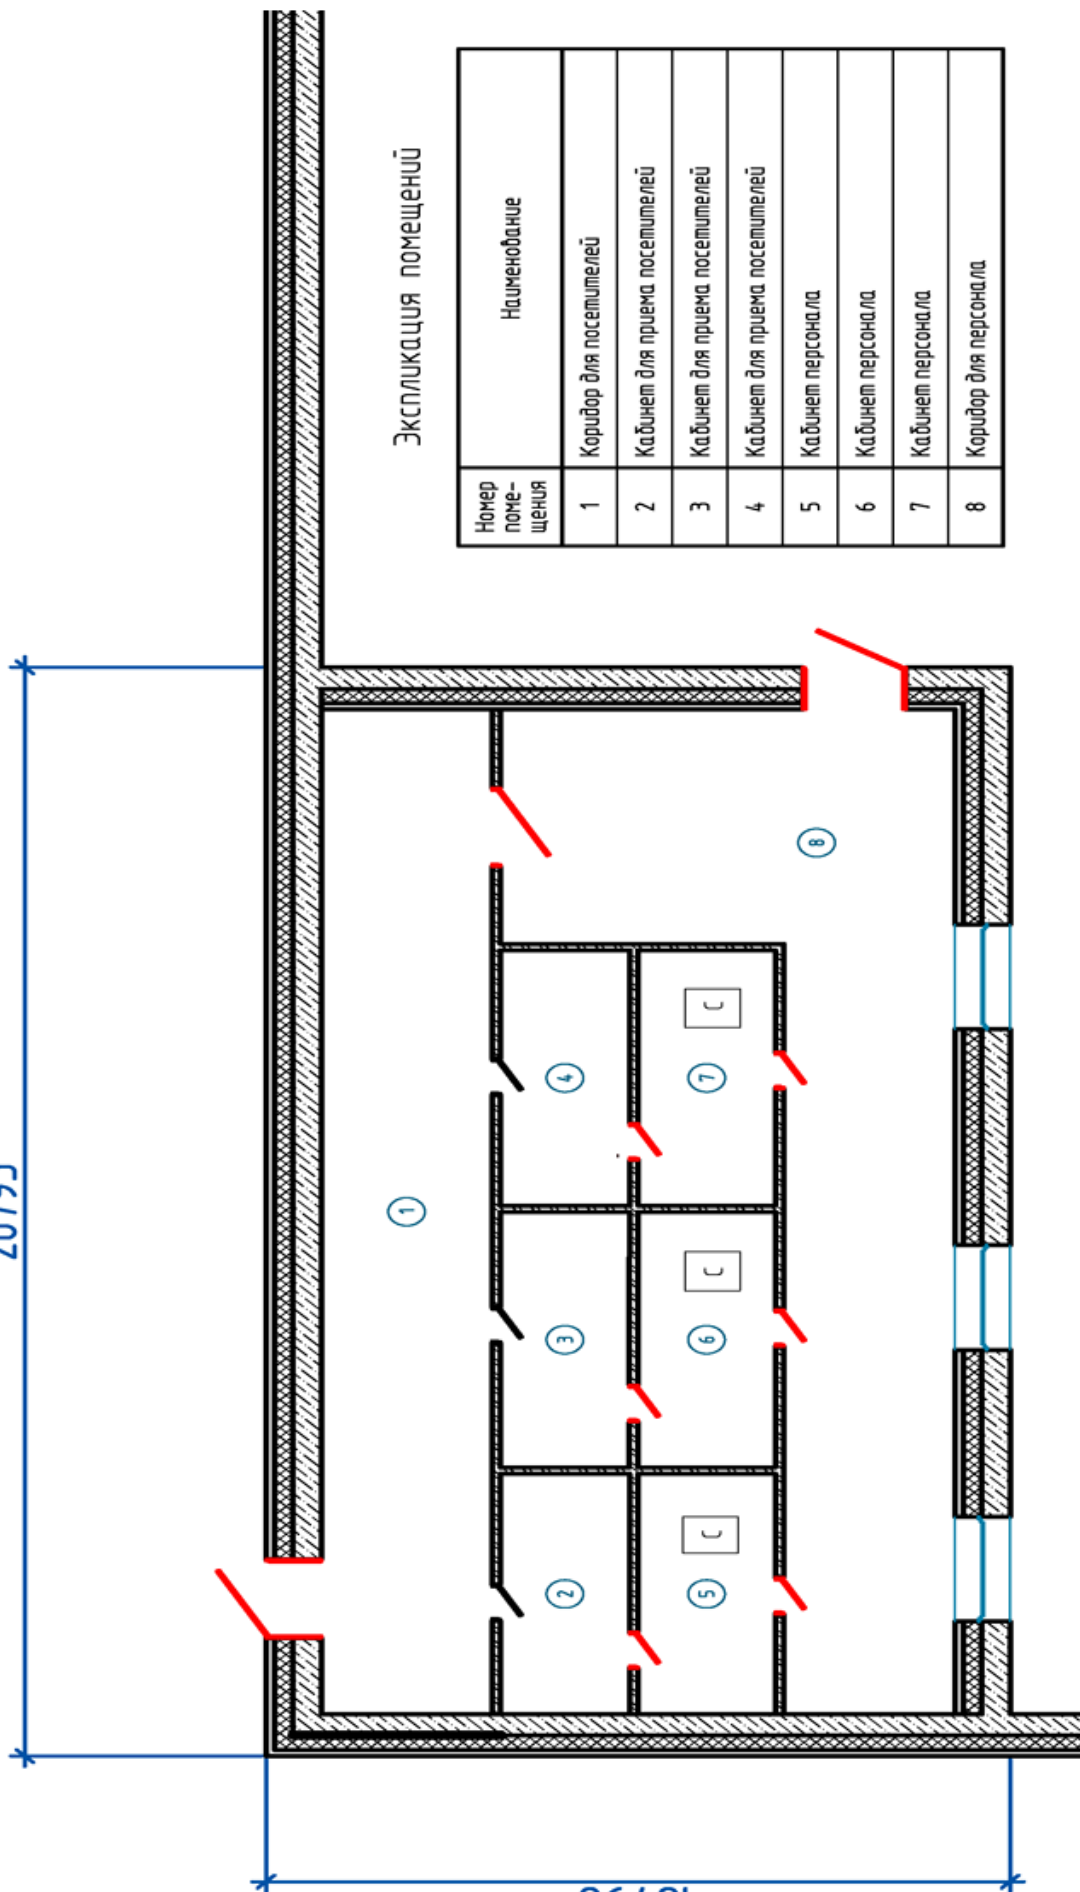 Экспликация помещений
Номер
поме-
щения
Наименование
1 Коридор для посетителей
2 Кабинет для приема посетителей
3 Кабинет для приема посетителей
4 Кабинет для приема посетителей
5 Кабинет персонала
6 Кабинет персонала
7 Кабинет персонала
8 Коридор для персонала
1
8
4
7
С
3
6
С
2
5
С